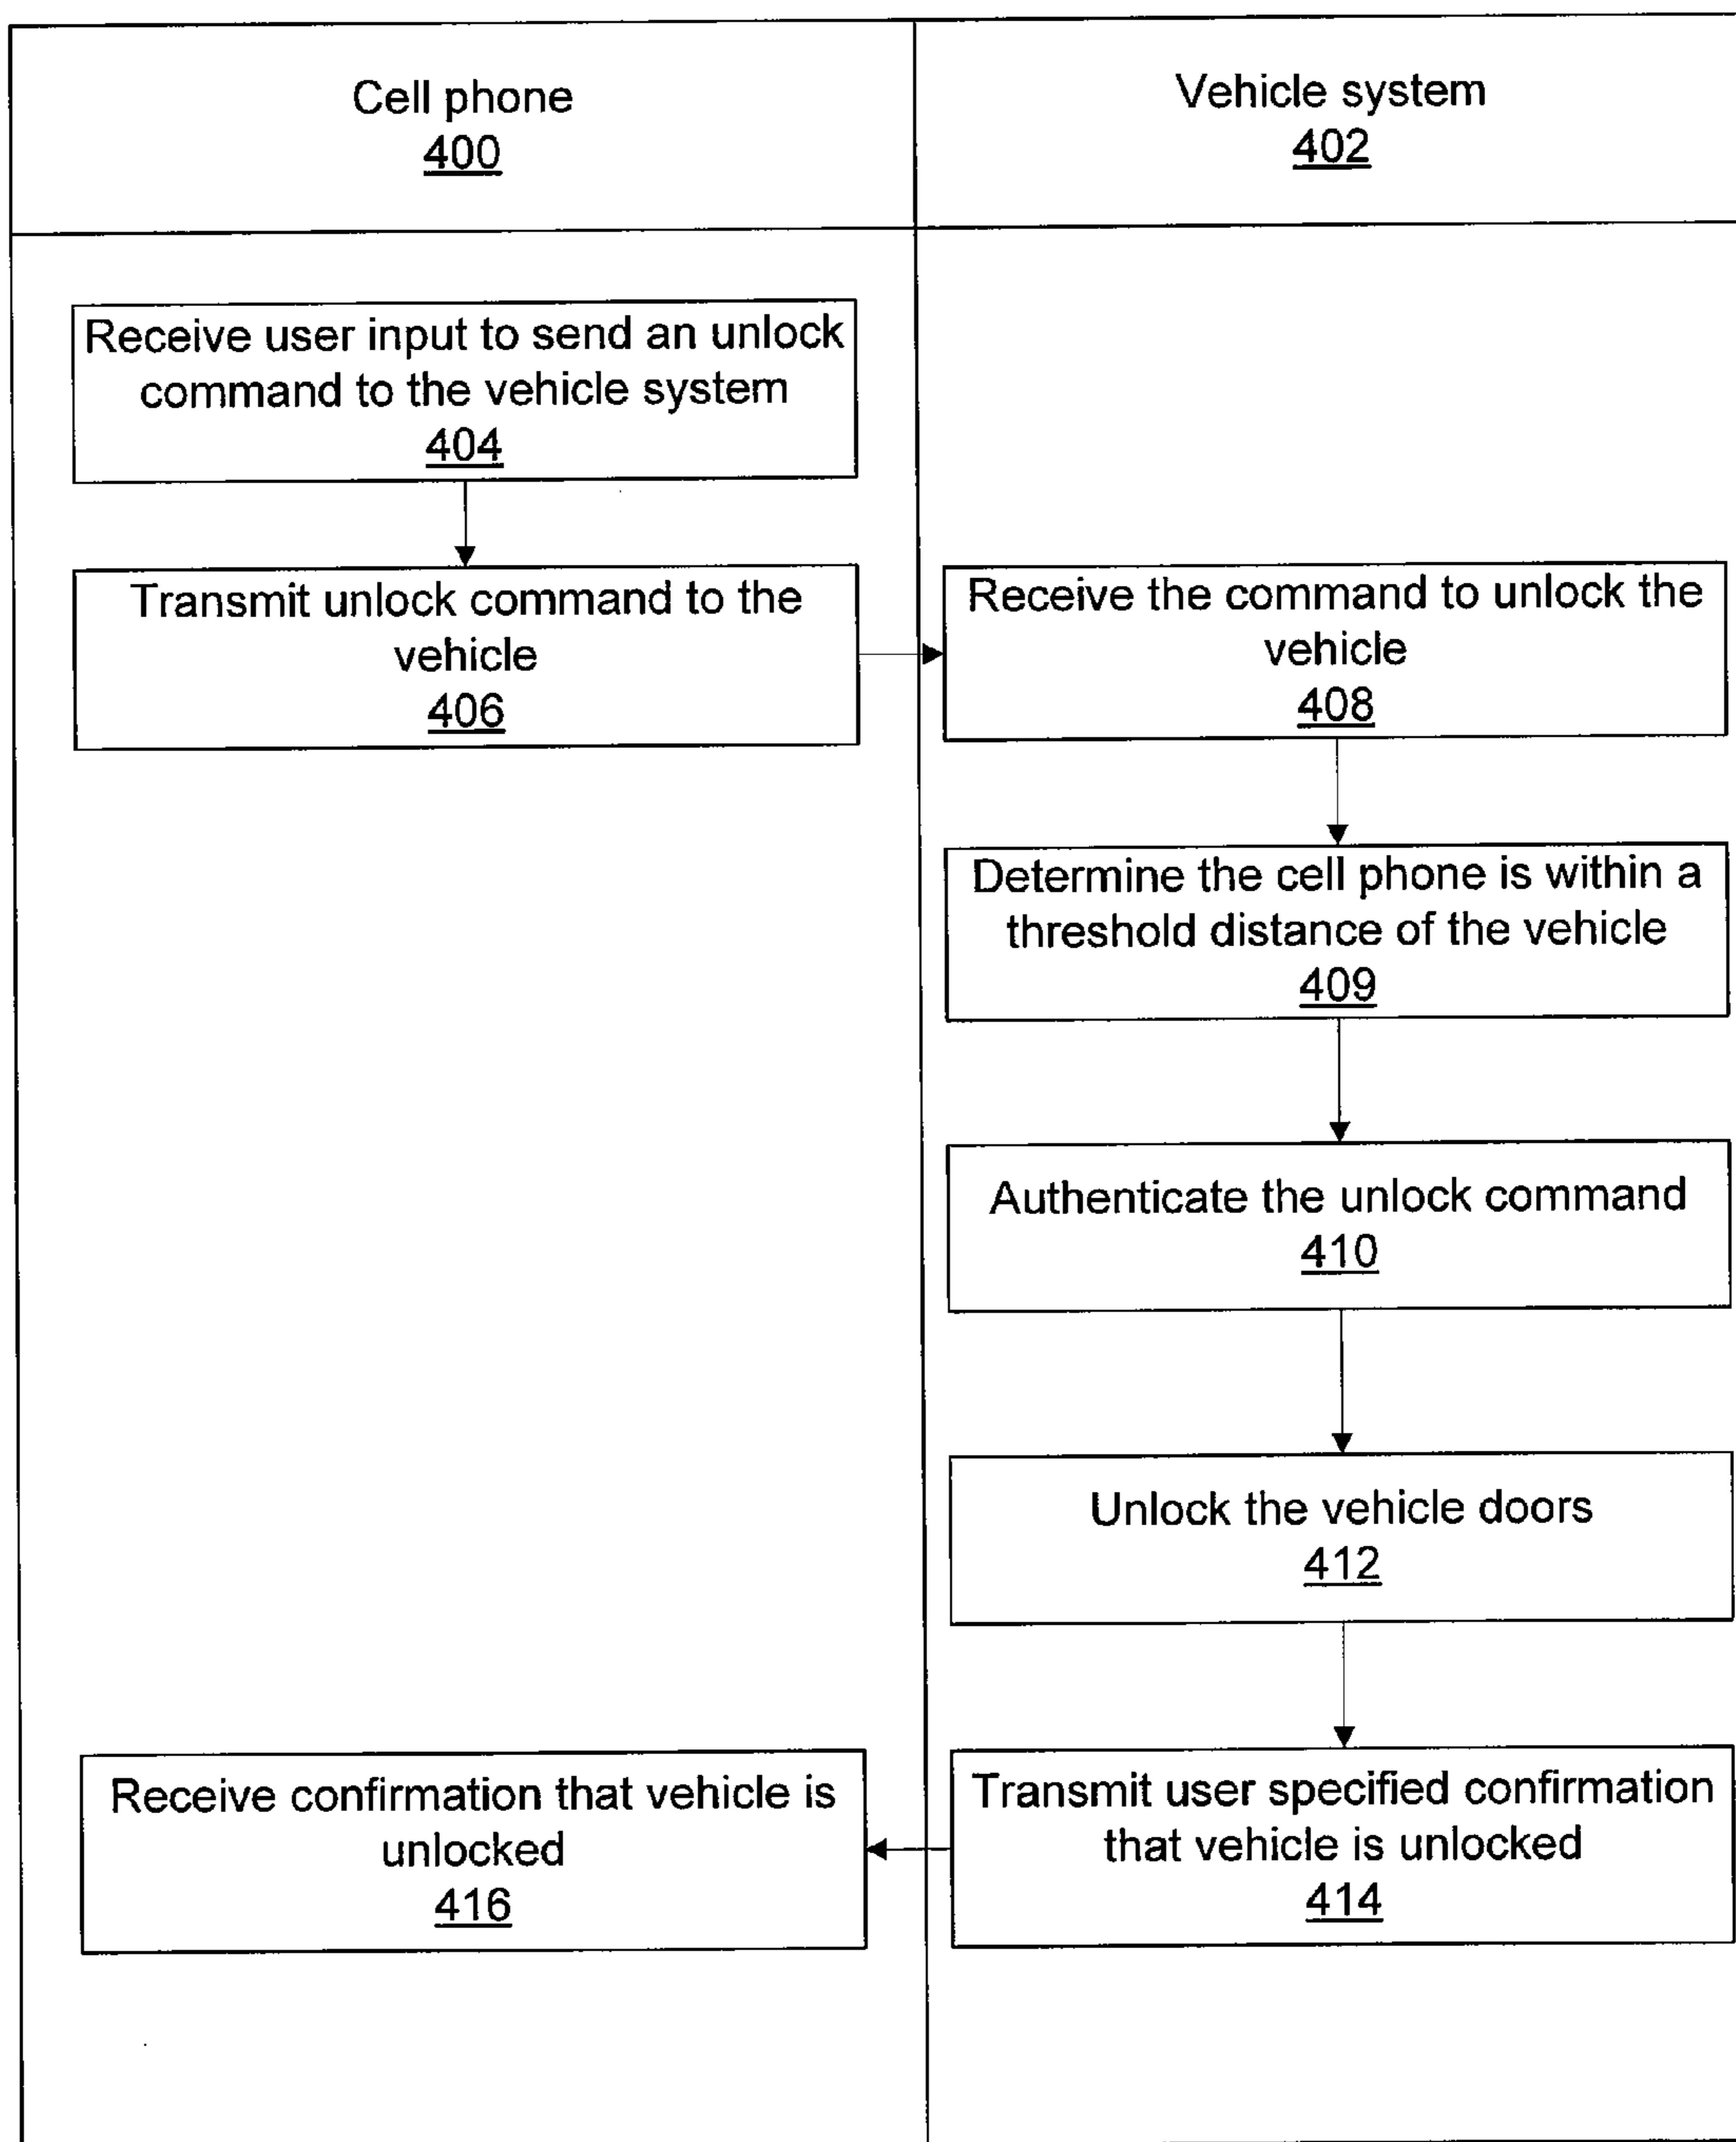 Cell phone
400
Vehicle system
402
Receive user input to send an unlock
command to the vehicle system
404
Transmit unlock command to the
vehicle
406
Receive the command to unlock the
vehicle
408
Determine the cell phone is within a
threshold distance of the vehicle
409
Authenticate the unlock command
410
Unlock the vehicle doors
412
Transmit user specified confirmation
that vehicle is unlocked
414
Receive confirmation that vehicle is
unlocked
416